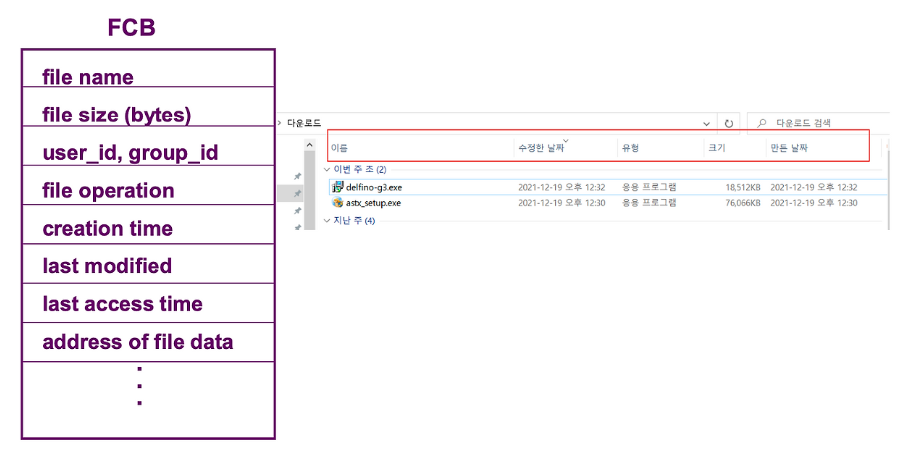 FCB
file name
file size (bytes)
user_id, group_id
file operation
creation time
last modified
last access time
address of file data
다운로드
다운로드 검색
이름 수정한 날짜 유형 크기 만든 날짜
이번 주 초 (2)
delfino-g3.exe 2021-12-19 오후 12:32 응용 프로그램 18,512KB 2021-12-19 오후 12:32
astx_setup.exe 2021-12-19 오후 12:30 응용 프로그램 76,066KB 2021-12-19 오후 12:30
지난 주 (4)